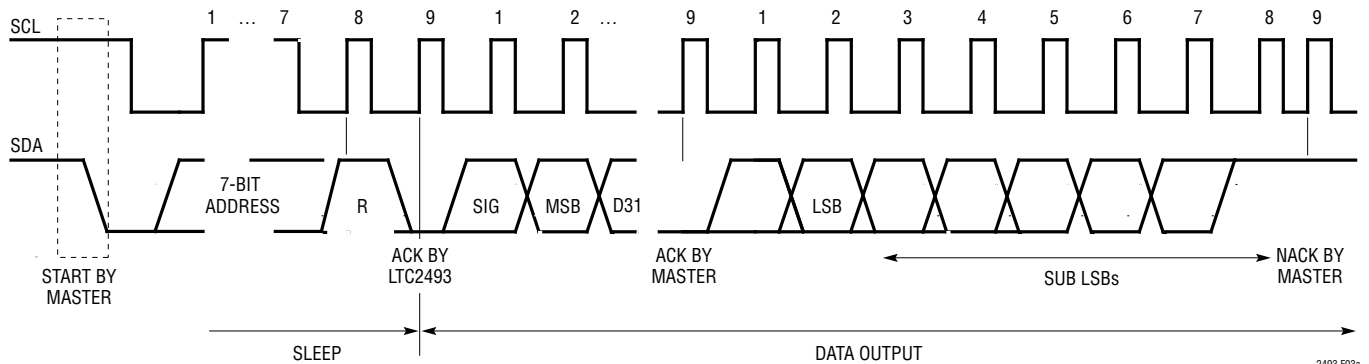 1 … 7 8 9 1 2 … 9 1 2 3 4 5 6 7 8 9
SCL
SDA
7-BIT
ADDRESS
R
SIG
MSB
D31
LSB
START BY
MASTER
ACK BY
LTC2493
ACK BY
MASTER
SUB LSBs
NACK BY
MASTER
SLEEP
DATA OUTPUT
2493 F03a